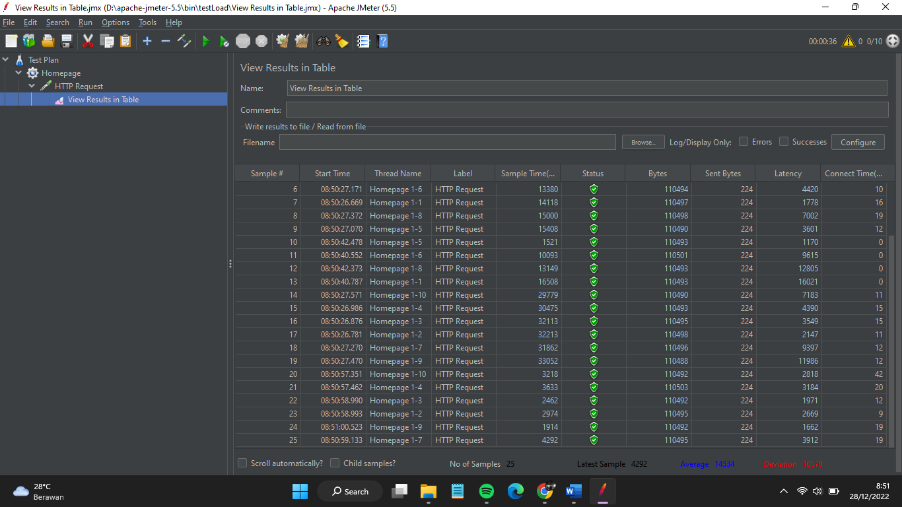 View Results in Table.jmx (D:\apache-jmeter-5.5\bin\testLoad\View Results in Table.jmx) - Apache JMeter (5.5)
File Edit Search Run Options Tools Help
00:00:36 0 0/10
Test Plan
Homepage
HTTP Request
View Results in Table
View Results in Table
Name: View Results in Table
Comments:
Write results to file / Read from file
Filename Browse... Log/Display Only: Errors Successes Configure
Sample # Start Time Thread Name Label Sample Time(... Status Bytes Sent Bytes Latency Connect Time(...
6 08:50:27.171 Homepage 1-6 HTTP Request 13380 110494 224 4420 10
7 08:50:26.669 Homepage 1-1 HTTP Request 14118 110497 224 1778 16
8 08:50:27.372 Homepage 1-8 HTTP Request 15000 110498 224 7002 19
9 08:50:27.070 Homepage 1-5 HTTP Request 15408 110490 224 3601 12
10 08:50:42.478 Homepage 1-5 HTTP Request 1521 110493 224 1170 0
11 08:50:40.552 Homepage 1-6 HTTP Request 10093 110501 224 9615 0
12 08:50:42.373 Homepage 1-8 HTTP Request 13149 110493 224 12805 0
13 08:50:40.787 Homepage 1-1 HTTP Request 16508 110493 224 16021 0
14 08:50:27.571 Homepage 1-10 HTTP Request 29779 110490 224 7183 11
15 08:50:26.986 Homepage 1-4 HTTP Request 30475 110493 224 4390 15
16 08:50:26.876 Homepage 1-3 HTTP Request 32113 110495 224 3549 15
17 08:50:26.781 Homepage 1-2 HTTP Request 32213 110498 224 2147 11
18 08:50:27.270 Homepage 1-7 HTTP Request 31862 110496 224 9397 12
19 08:50:27.470 Homepage 1-9 HTTP Request 33052 110488 224 11986 12
20 08:50:57.351 Homepage 1-10 HTTP Request 3218 110492 224 2818 42
21 08:50:57.462 Homepage 1-4 HTTP Request 3633 110503 224 3184 20
22 08:50:58.990 Homepage 1-3 HTTP Request 2462 110492 224 1971 12
23 08:50:58.993 Homepage 1-2 HTTP Request 2974 110495 224 2669 9
24 08:51:00.523 Homepage 1-9 HTTP Request 1914 110492 224 1662 19
25 08:50:59.133 Homepage 1-7 HTTP Request 4292 110495 224 3912 19
Scroll automatically? Child samples? No of Samples 25 Latest Sample 4292 Average Deviation
28°C
Berawan
Search
8:51
28/12/2022